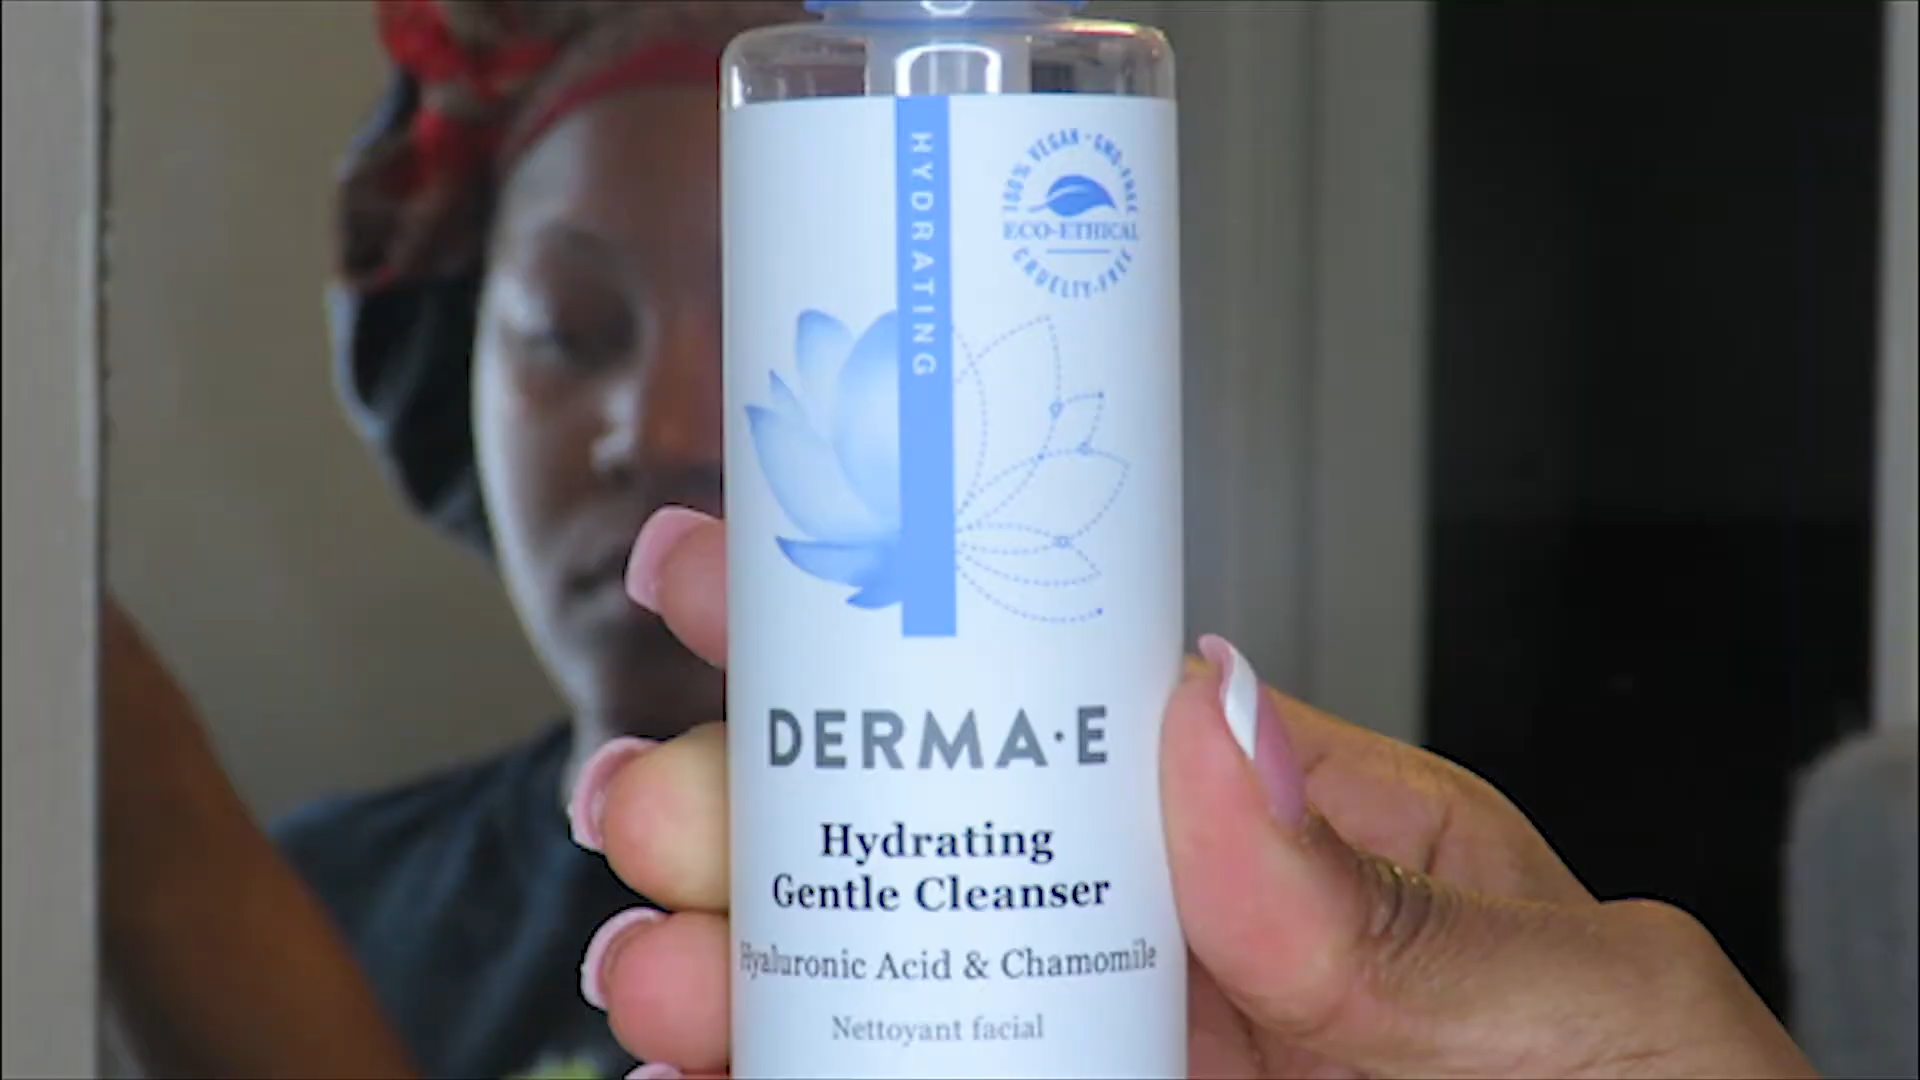 HYDRATING
100% VEGAN • GMO-FREE
ECO-ETHICAL
CRUELTY-FREE
DERMA·E
Hydrating
Gentle Cleanser
Hyaluronic Acid & Chamomile
Nettoyant facial